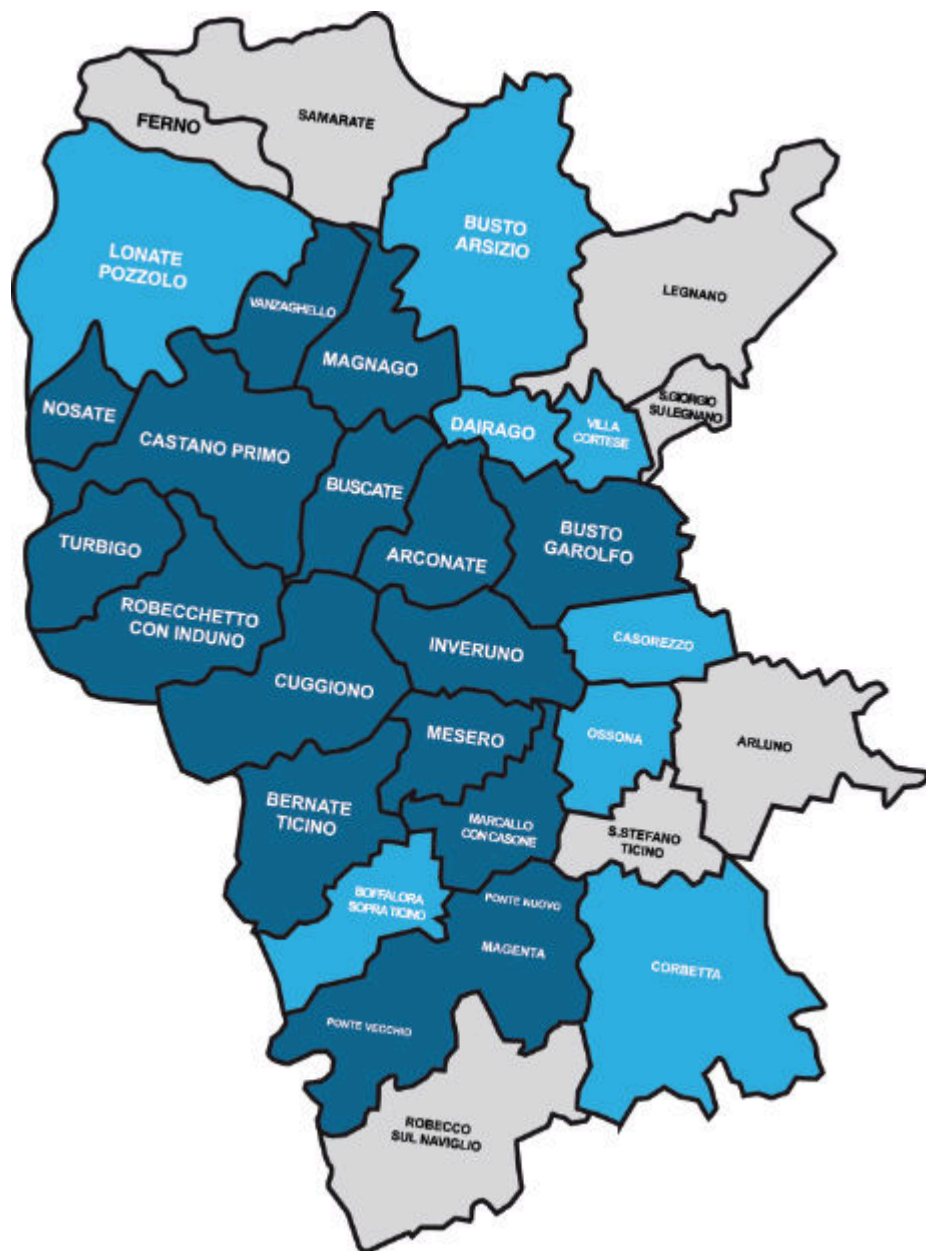 SAMARATE
FERNO
BUSTO
ARSIZIO
LONATE
POZZOLO
LEGNANO
VANZAGHELLO
MAGNAGO
S.GIORGIO
SU LEGNANO
NOSATE
DAIRAGO
VILLA
CORTESE
CASTANO PRIMO
BUSCATE
BUSTO
GAROLFO
TURBIGO
ARCONATE
ROBECCHETTO
CON INDUNO
INVERUNO
CASOREZZO
CUGGIONO
MESERO
OSSONA
ARLUNO
BERNATE
TICINO
MARCALLO
CON CASONE
S.STEFANO
TICINO
BOFFALORA
SOPRA TICINO
PONTE NUOVO
MAGENTA
CORBETTA
PONTE VECCHIO
ROBECCO
SUL NAVIGLIO